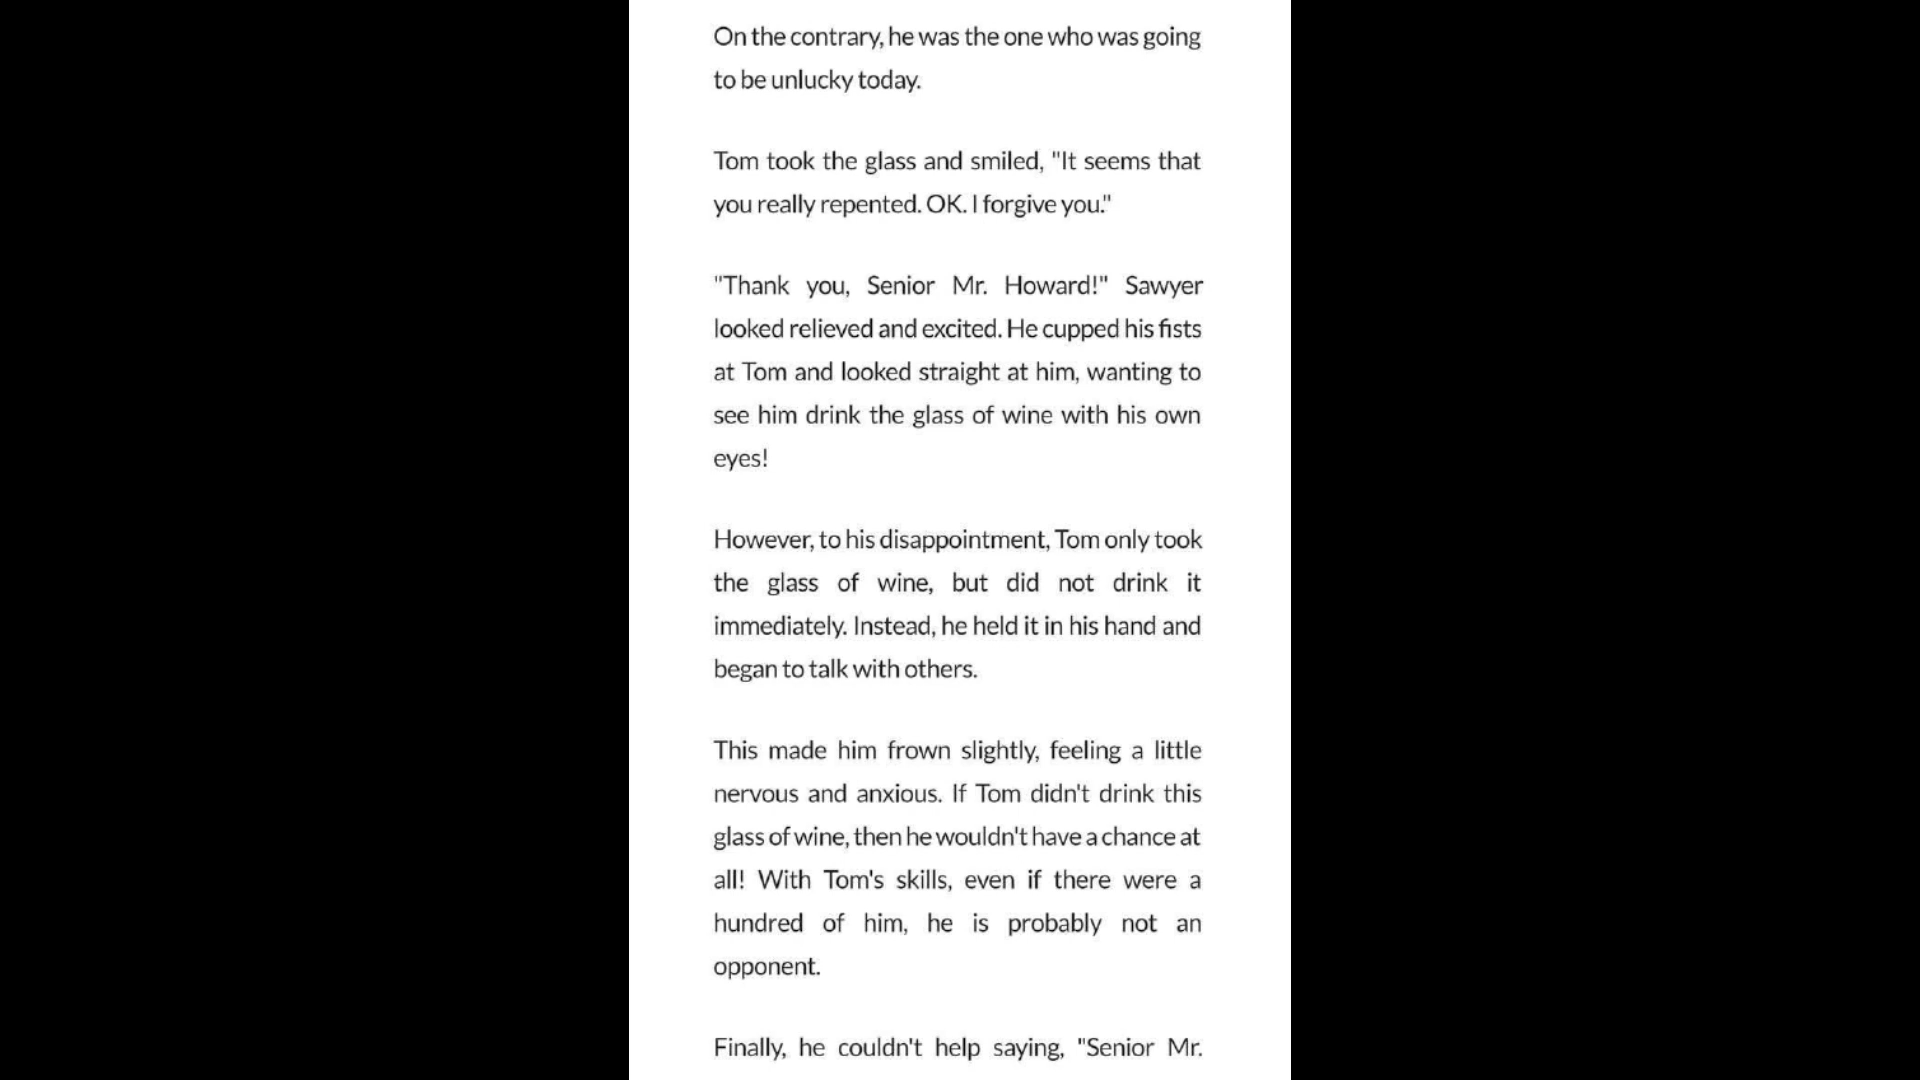 On the contrary, he was the one who was going
to be unlucky today.
Tom took the glass and smiled, "It seems that
you really repented. OK. I forgive you."
"Thank you, Senior Mr. Howard!" Sawyer
looked relieved and excited. He cupped his fists
at Tom and looked straight at him, wanting to
see him drink the glass of wine with his own
eyes!
However, to his disappointment, Tom only took
the glass of wine, but did not drink it
immediately. Instead, he held it in his hand and
began to talk with others.
This made him frown slightly, feeling a little
nervous and anxious. If Tom didn't drink this
glass of wine, then he wouldn't have a chance at
all! With Tom's skills, even if there were a
hundred of him, he is probably not an
opponent.
Finally, he couldn't help saying, "Senior Mr.